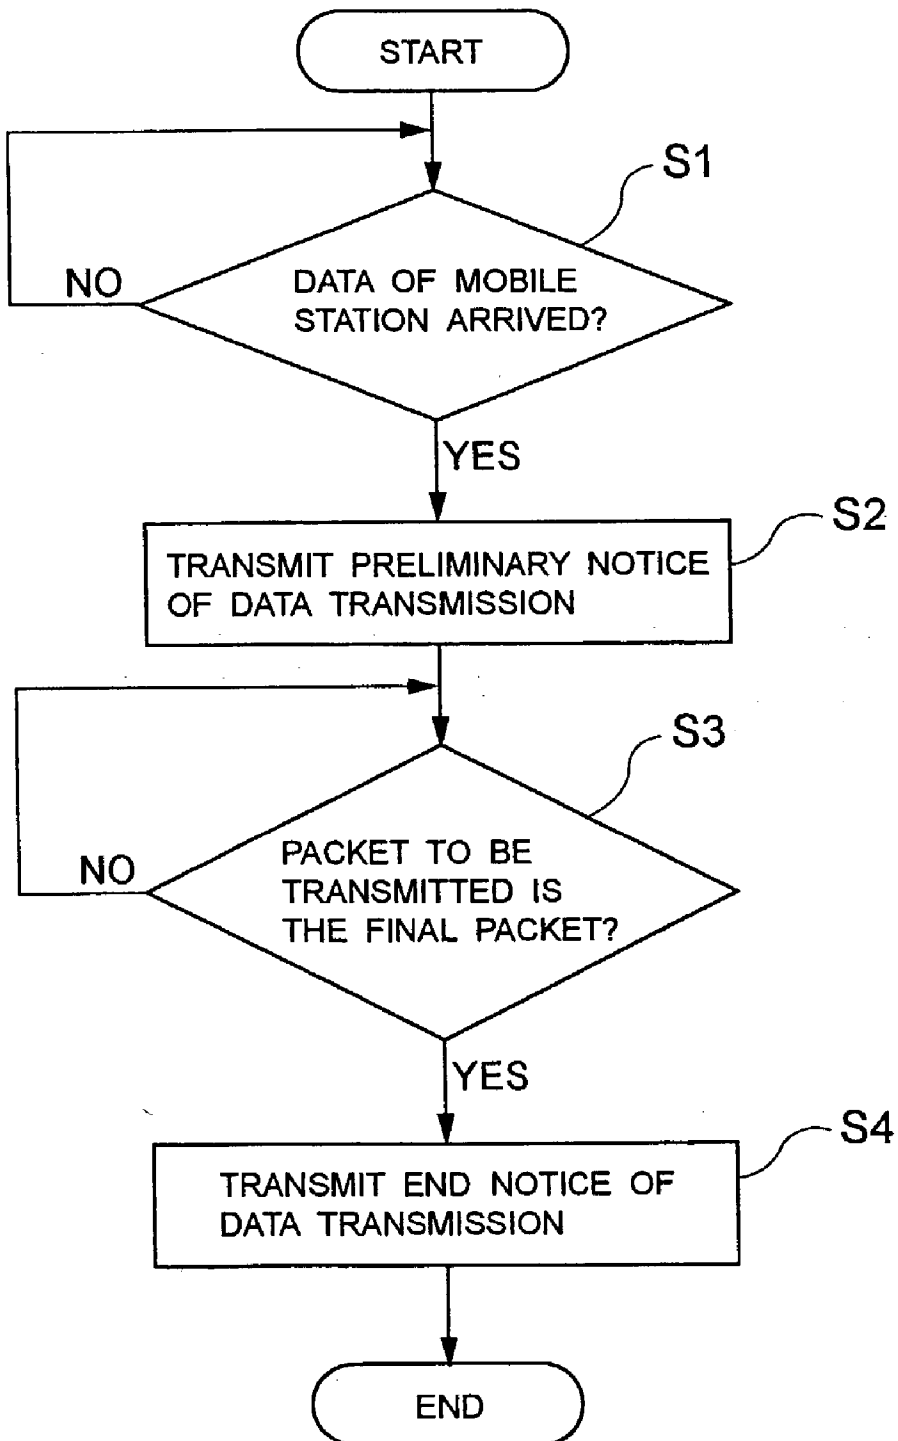 START
S1
DATA OF MOBILE
STATION ARRIVED?
NO
YES
S2
TRANSMIT PRELIMINARY NOTICE
OF DATA TRANSMISSION
S3
PACKET TO BE
TRANSMITTED IS
THE FINAL PACKET?
NO
YES
S4
TRANSMIT END NOTICE OF
DATA TRANSMISSION
END